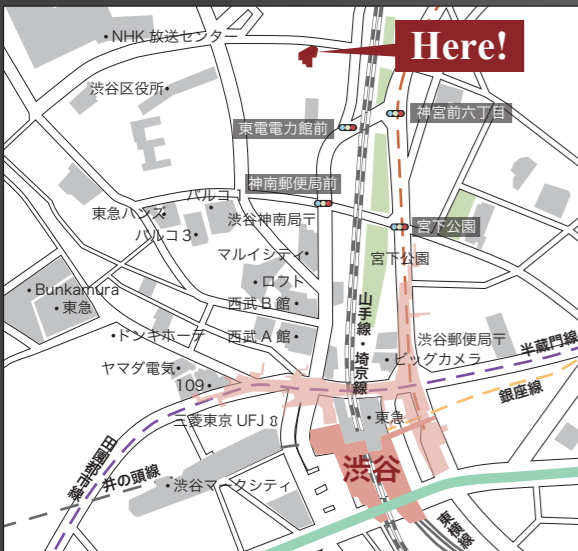 ・NHK 放送センター
Here!
渋谷区役所・
神宮前六丁目
東電電力館前
神南郵便局前
パルコ 1
東急ハンズ
渋谷神南局〒
パルコ 3・
宮下公園
マルイシティ・
宮下公園
・ロフト
・Bunkamura
・東急
西武 B 館・
山手線・埼京線
・ドンキホーテ
西武 A 館・
渋谷郵便局〒
半蔵門線
ヤマダ電気・
・ビッグカメラ
109・
銀座線
三菱東京 UFJ
・東急
田園都市線
井の頭線
渋谷
・渋谷マークシティ
東横線